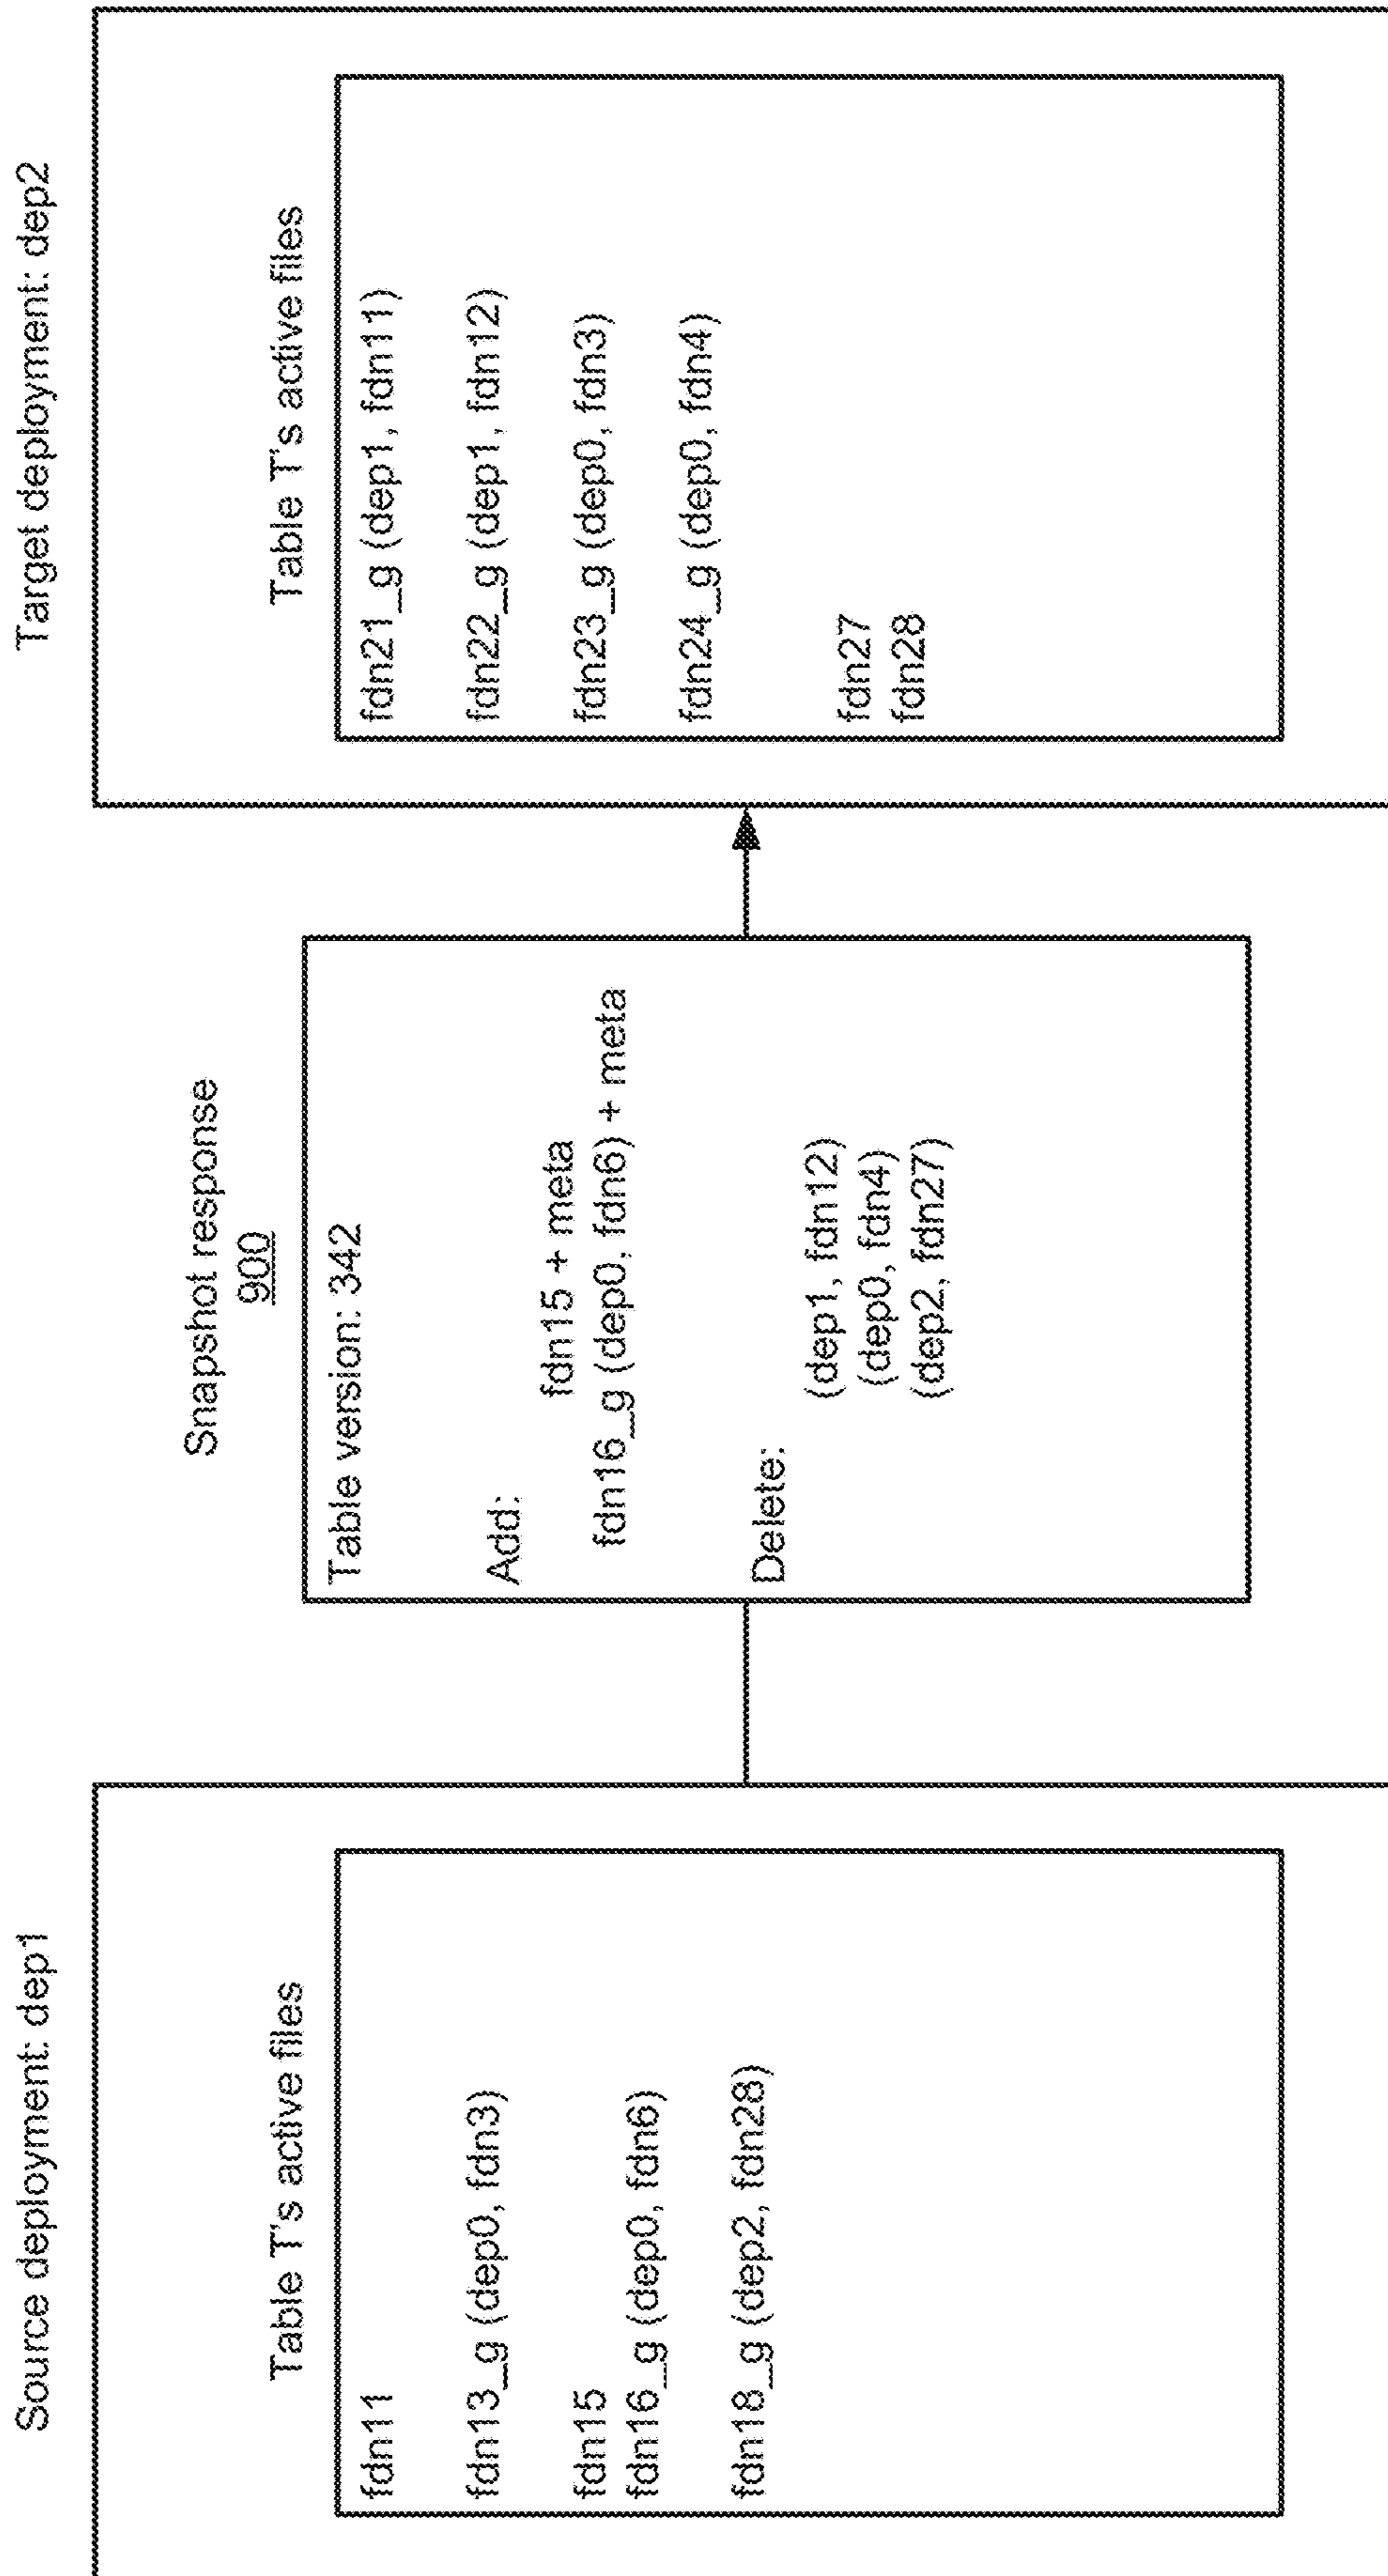 Source deployment: dep1
Table T's active files
fdn11
fdn13_g (dep0, fdn3)
fdn15
fdn16_g (dep0, fdn6)
fdn18_g (dep2, fdn28)
Snapshot response
900
Table version: 342
Add:
fdn15 + meta
fdn16_g (dep0, fdn6) + meta
Delete:
(dep1, fdn12)
(dep0, fdn4)
(dep2, fdn27)
Target deployment: dep2
Table T's active files
fdn21_g (dep1, fdn11)
fdn22_g (dep1, fdn12)
fdn23_g (dep0, fdn3)
fdn24_g (dep0, fdn4)
fdn27
fdn28